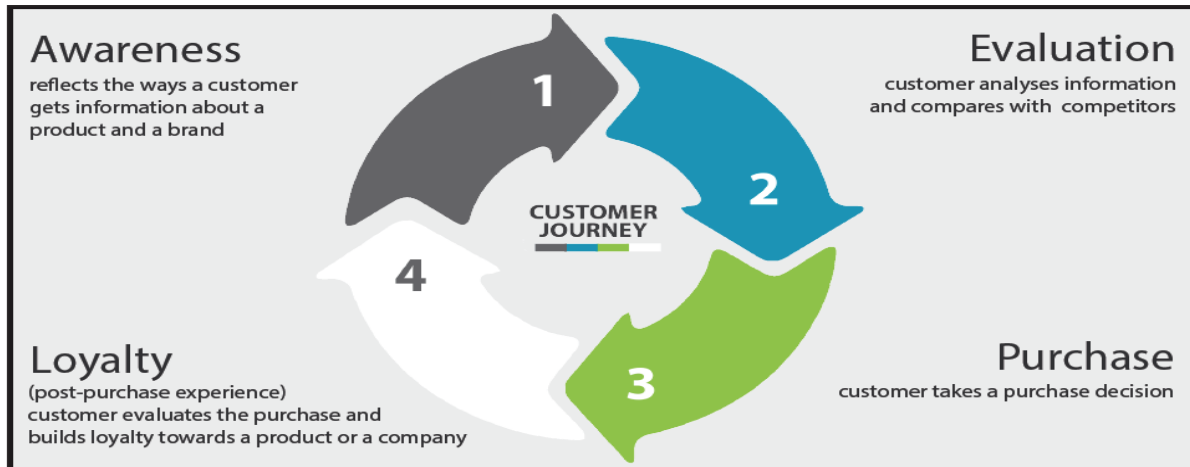 Awareness
reflects the ways a customer
gets information about a
product and a brand
1
Evaluation
customer analyses information
and compares with competitors
2
CUSTOMER
JOURNEY
4
Loyalty
(post-purchase experience)
customer evaluates the purchase and
builds loyalty towards a product or a company
3
Purchase
customer takes a purchase decision